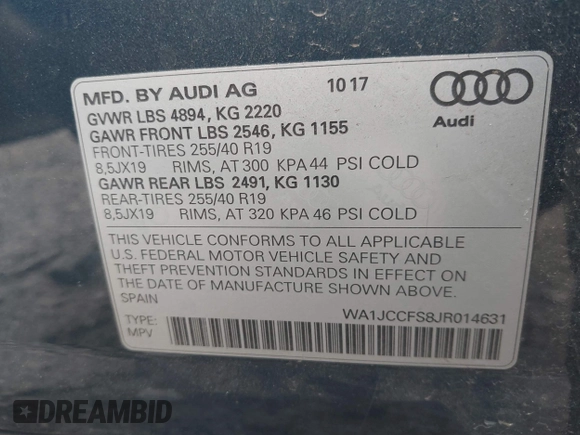 MFD. BY AUDI AG 10 17
GVWR LBS 4894, KG 2220
GAWR FRONT LBS 2546, KG 1155
FRONT-TIRES 255/40 R19
8,5JX19 RIMS, AT 300 KPA 44 PSI COLD
GAWR REAR LBS 2491, KG 1130
REAR-TIRES 255/40 R19
8,5JX19 RIMS, AT 320 KPA 46 PSI COLD
Audi
THIS VEHICLE CONFORMS TO ALL APPLICABLE
U.S. FEDERAL MOTOR VEHICLE SAFETY AND
THEFT PREVENTION STANDARDS IN EFFECT ON
THE DATE OF MANUFACTURE SHOWN ABOVE.
SPAIN
WA1JCCFS8JR014631
TYPE:
MPV
DREAMBID